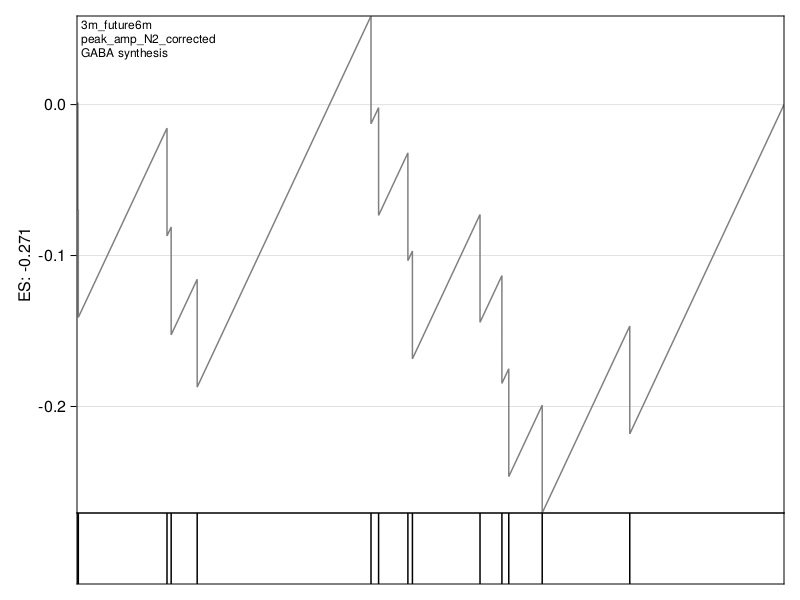 3m_future6m
peak_amp_N2_corrected
GABA synthesis
0.0
-0.1
-0.2
ES: -0.271